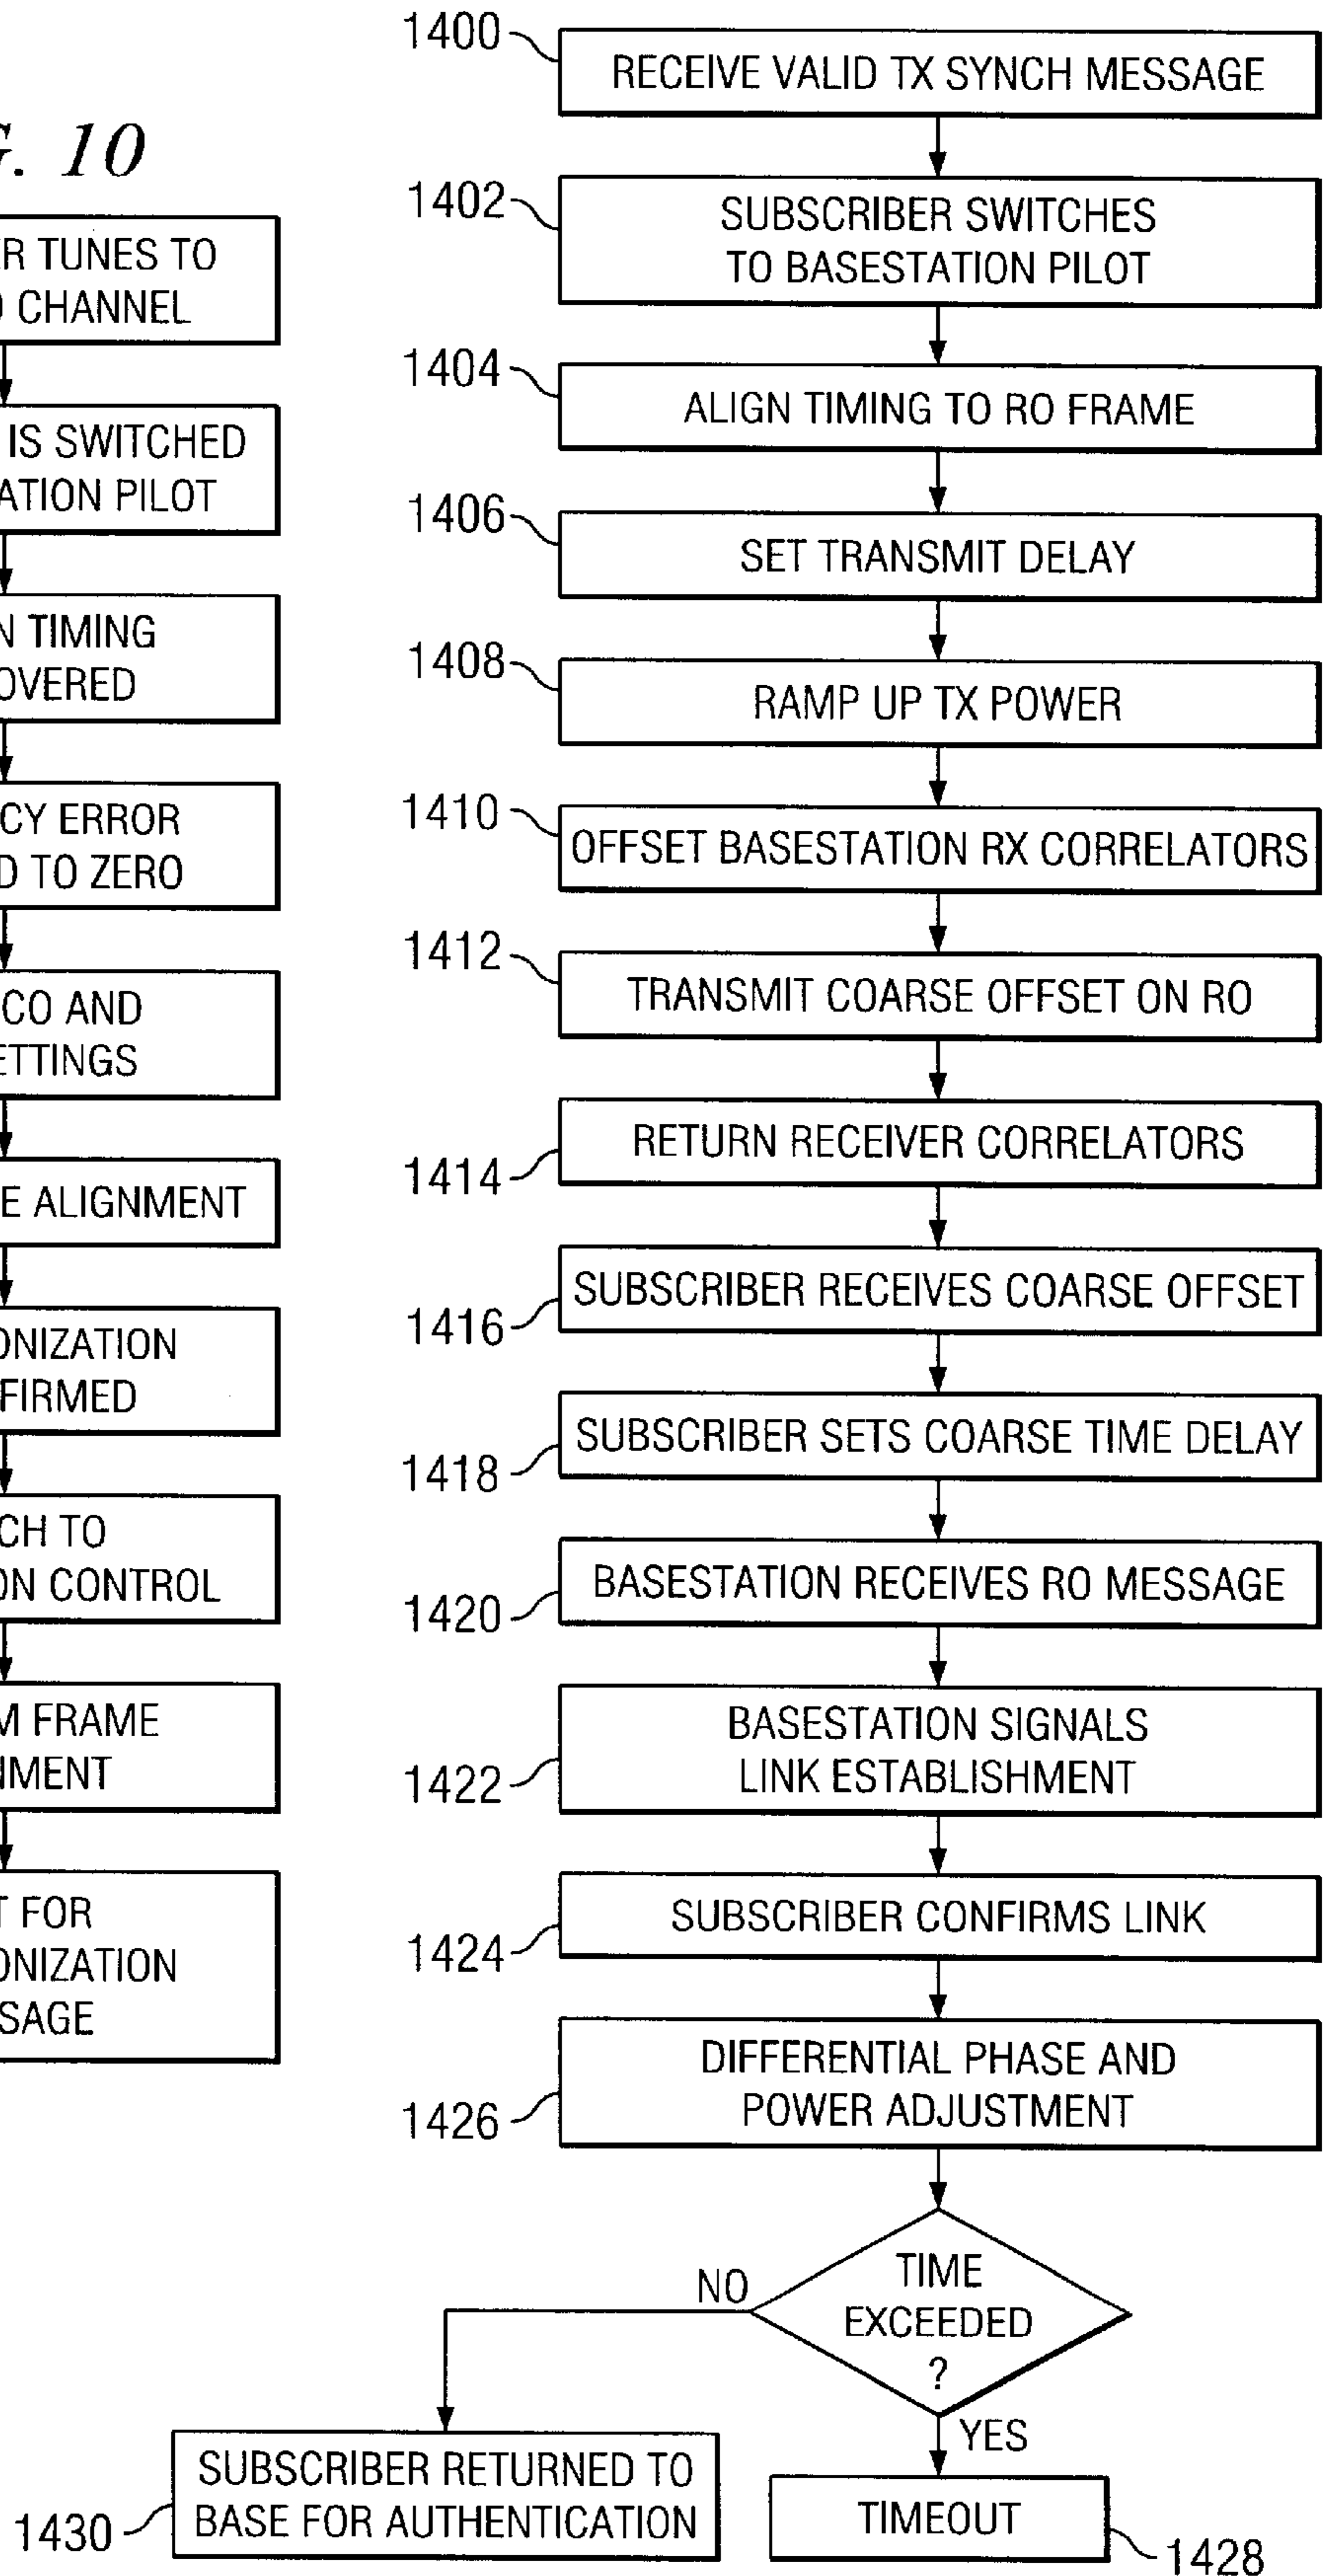 G. 10
ER TUNES TO
CHANNEL
IS SWITCHED
ATION PILOT
N TIMING
OVERED
CY ERROR
D TO ZERO
CO AND
ETTINGS
E ALIGNMENT
ONIZATION
FIRMED
CH TO
ON CONTROL
M FRAME
NMENT
T FOR
ONIZATION
SAGE
1400
RECEIVE VALID TX SYNCH MESSAGE
1402
SUBSCRIBER SWITCHES
TO BASESTATION PILOT
1404
ALIGN TIMING TO RO FRAME
1406
SET TRANSMIT DELAY
1408
RAMP UP TX POWER
1410
OFFSET BASESTATION RX CORRELATORS
1412
TRANSMIT COARSE OFFSET ON RO
1414
RETURN RECEIVER CORRELATORS
1416
SUBSCRIBER RECEIVES COARSE OFFSET
1418
SUBSCRIBER SETS COARSE TIME DELAY
1420
BASESTATION RECEIVES RO MESSAGE
1422
BASESTATION SIGNALS
LINK ESTABLISHMENT
1424
SUBSCRIBER CONFIRMS LINK
1426
DIFFERENTIAL PHASE AND
POWER ADJUSTMENT
TIME
EXCEEDED
?
NO
YES
SUBSCRIBER RETURNED TO
BASE FOR AUTHENTICATION
1430
TIMEOUT
1428